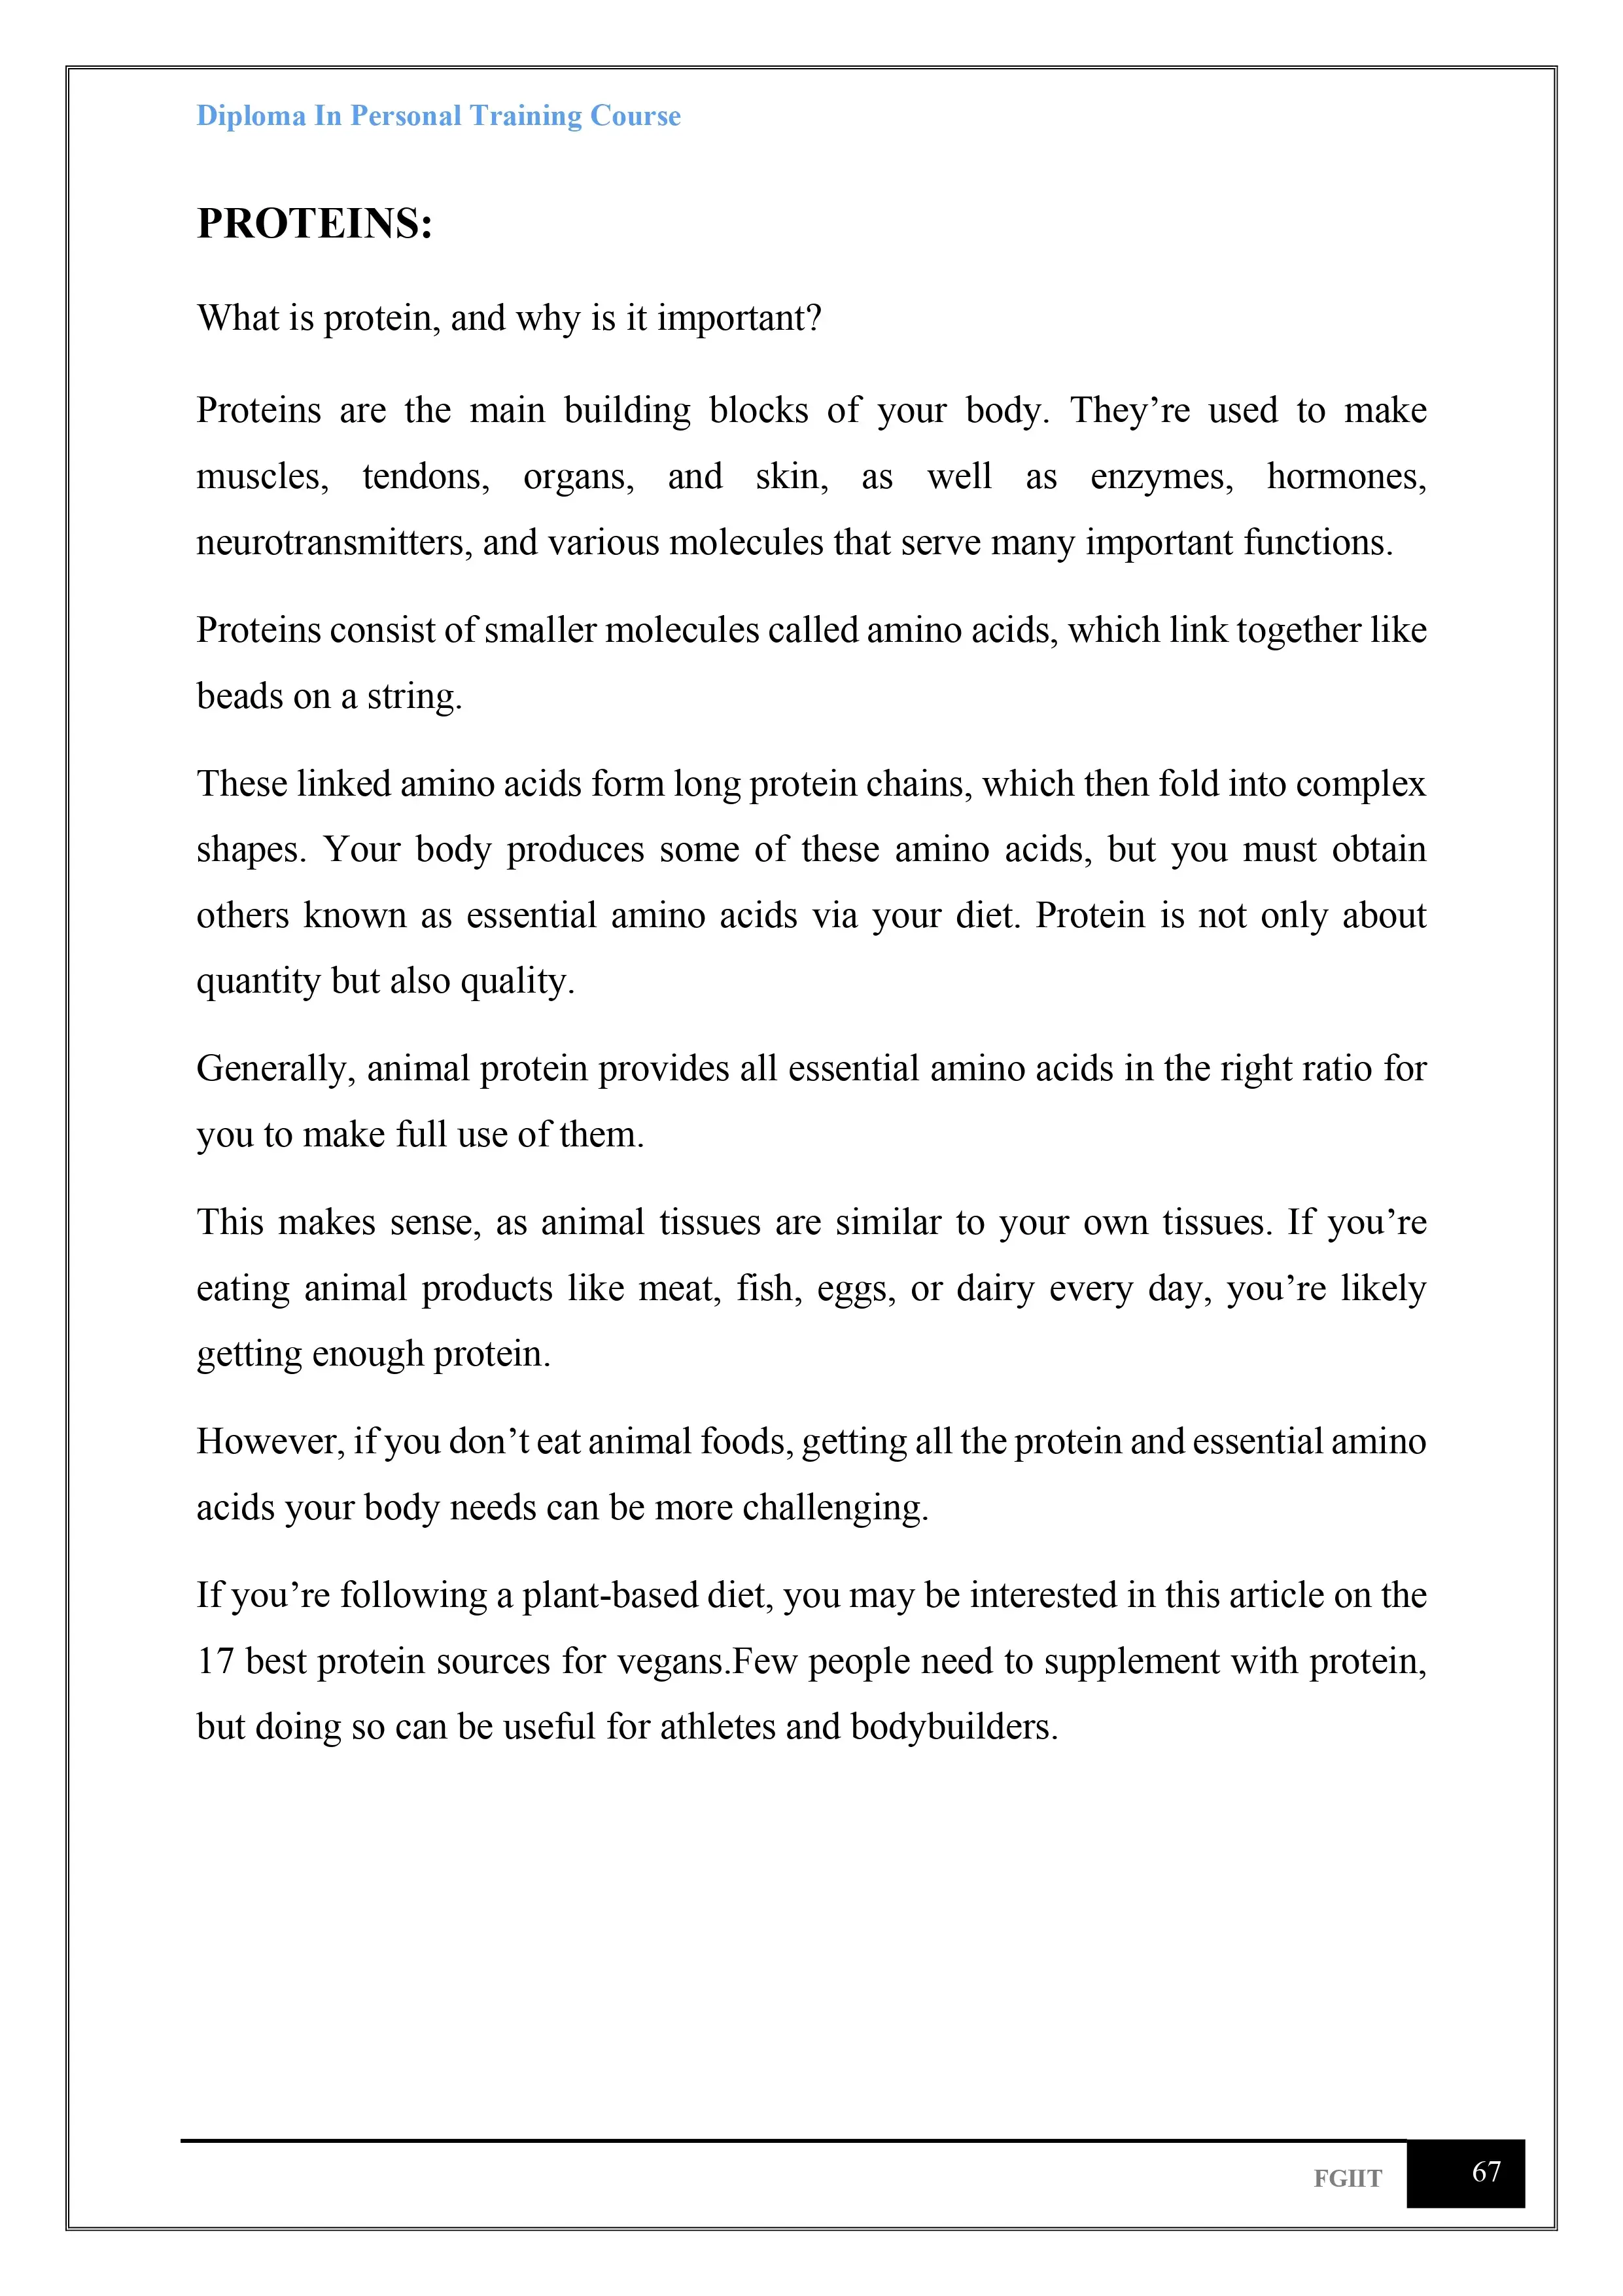 Diploma In Personal Training Course
PROTEINS:
What is protein, and why is it important?
Proteins are the main building blocks of your body. They’re used to make
muscles, tendons, organs, and skin, as well as enzymes, hormones,
neurotransmitters, and various molecules that serve many important functions.
Proteins consist of smaller molecules called amino acids, which link together like
beads on a string.
These linked amino acids form long protein chains, which then fold into complex
shapes. Your body produces some of these amino acids, but you must obtain
others known as essential amino acids via your diet. Protein is not only about
quantity but also quality.
Generally, animal protein provides all essential amino acids in the right ratio for
you to make full use of them.
This makes sense, as animal tissues are similar to your own tissues. If you’re
eating animal products like meat, fish, eggs, or dairy every day, you’re likely
getting enough protein.
However, if you don’t eat animal foods, getting all the protein and essential amino
acids your body needs can be more challenging.
If you’re following a plant-based diet, you may be interested in this article on the
17 best protein sources for vegans.Few people need to supplement with protein,
but doing so can be useful for athletes and bodybuilders.
FGIIT 67